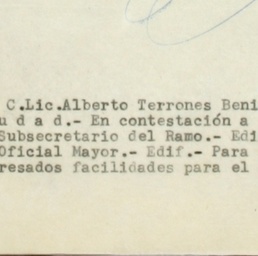 C.Lic.Alberto Terrones Beni
u d a d.- En contestación a
Subsecretario del Ramo.- Edi
Oficial Mayor.- Edif.- Para
resados facilidades para el